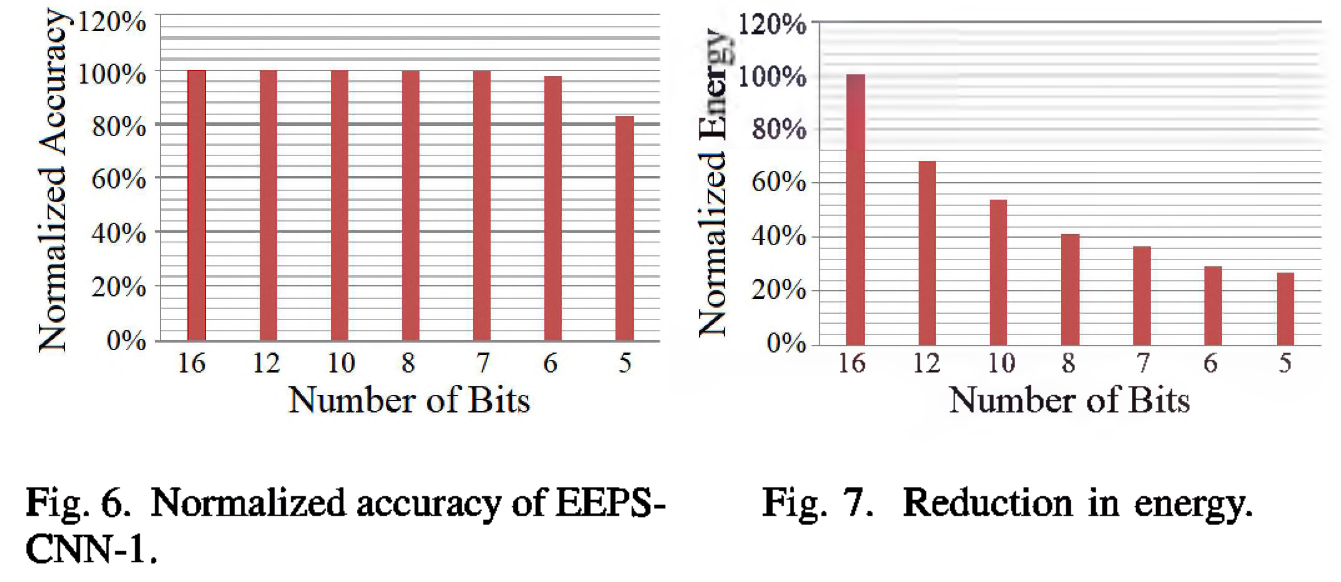 120%
100%
80%
60%
40%
20%
0%
Normalized Accuracy
16 12 10 8 7 6 5
Number of Bits
Fig. 6. Normalized accuracy of EEPS-
CNN-1.
120%
100%
80%
60%
40%
20%
0%
Normalized Energy
16 12 10 8 7 6 5
Number of Bits
Fig. 7. Reduction in energy.